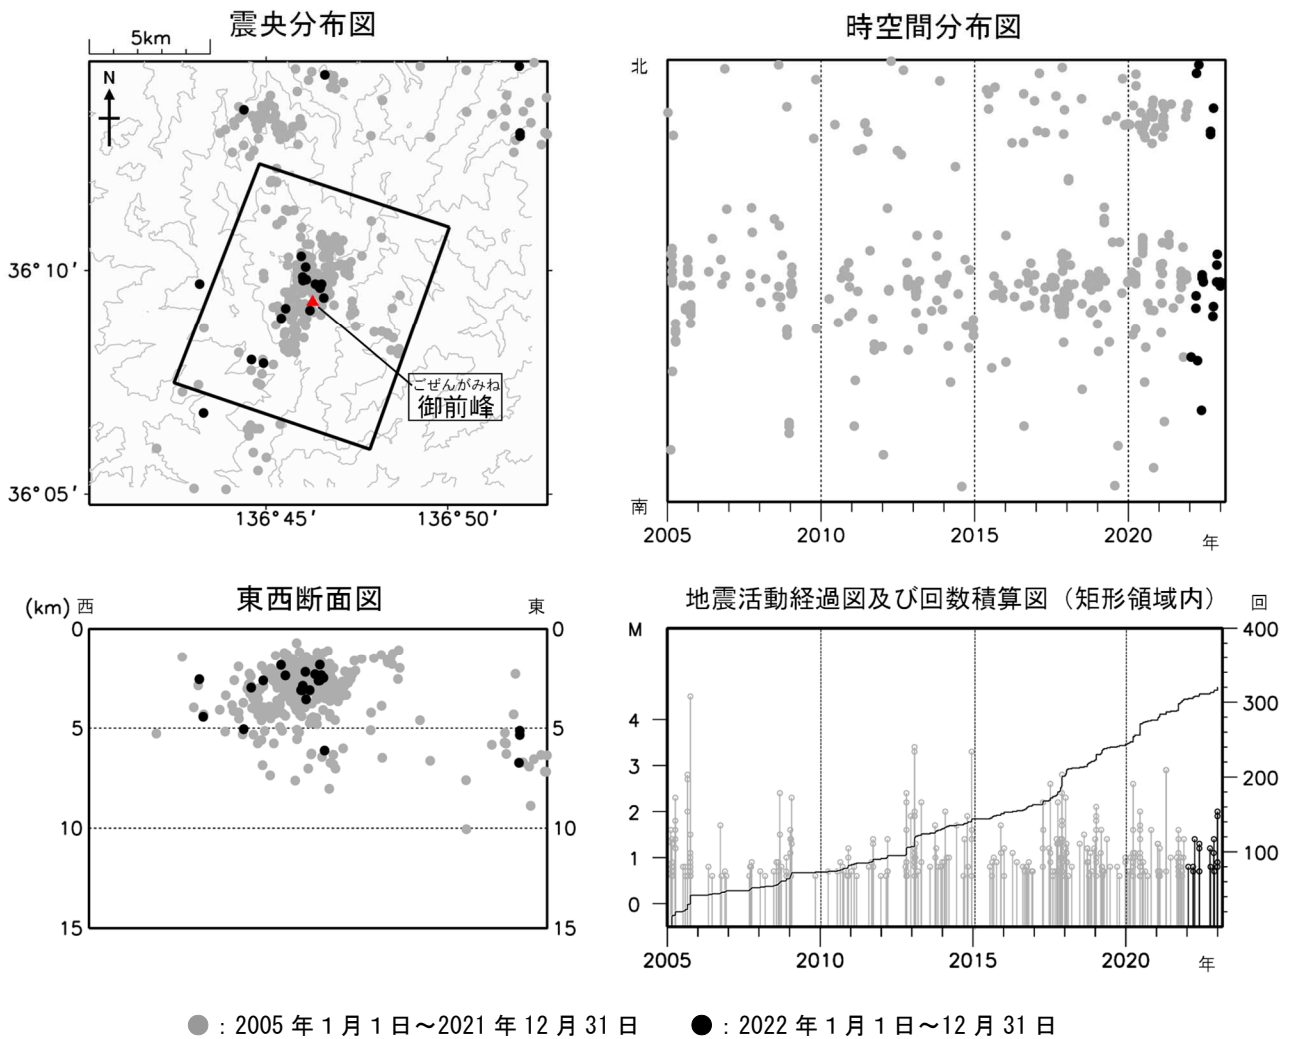 震央分布図
5km
N
36°10′
36°05′
136°45′
136°50′
ごぜんがみね
御前峰
時空間分布図
北
南
2005
2010
2015
2020
年
東西断面図
(km) 西
東
0
5
10
15
0
5
10
15
地震活動経過図及び回数積算図（矩形領域内）
M
回
4
3
2
1
0
400
300
200
100
2005
2010
2015
2020
年
：2005 年 1 月 1 日～2021 年 12 月 31 日
：2022 年 1 月 1 日～12 月 31 日